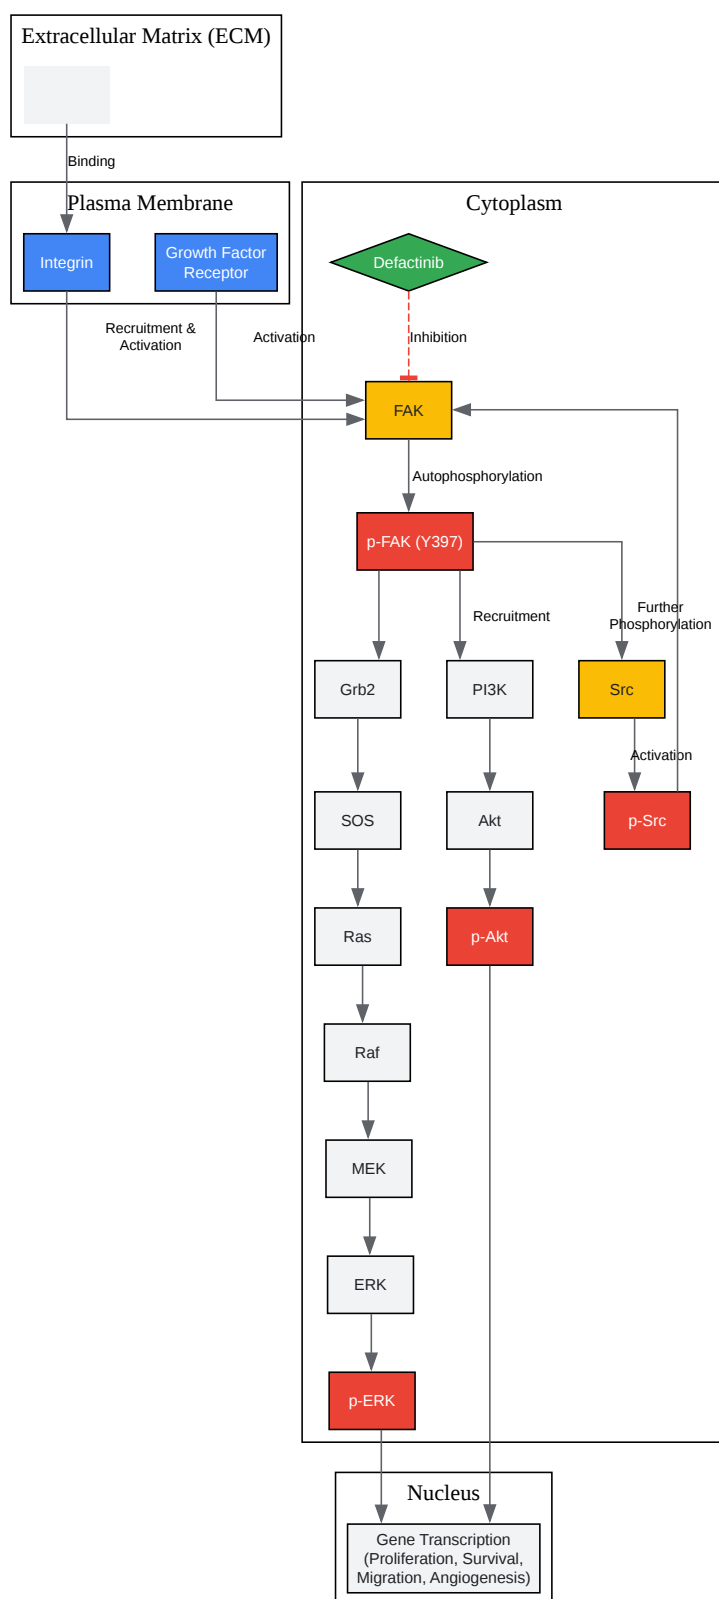 Extracellular Matrix (ECM)
Binding
Plasma Membrane
Integrin
Growth Factor
Receptor
Cytoplasm
Defactinib
Recruitment &
Activation
Activation
Inhibition
FAK
Autophosphorylation
p-FAK (Y397)
Recruitment
Further
Phosphorylation
Grb2
PI3K
Src
Activation
SOS
Akt
p-Src
Ras
p-Akt
Raf
MEK
ERK
p-ERK
Nucleus
Gene Transcription
(Proliferation, Survival,
Migration, Angiogenesis)